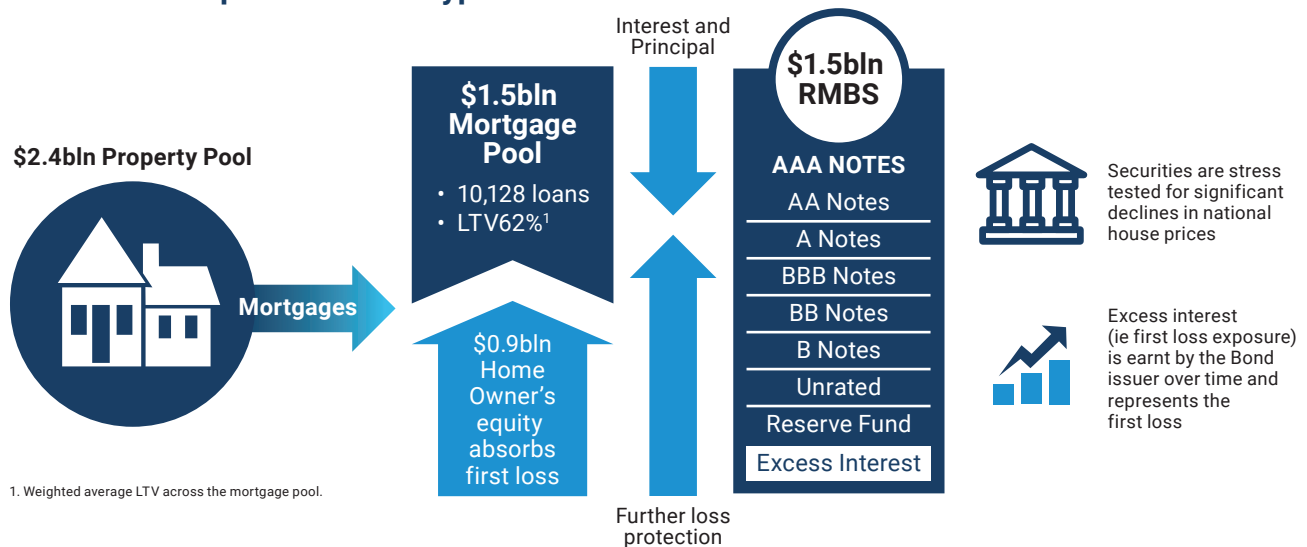 $2.4bln Property Pool
Mortgages
$1.5bln
Mortgage
Pool
• 10,128 loans
• LTV62%1
$0.9bln
Home
Owner’s
equity
absorbs
first loss
Interest and
Principal
Further loss
protection
$1.5bln
RMBS
AAA NOTES
AA Notes
A Notes
BBB Notes
BB Notes
B Notes
Unrated
Reserve Fund
Excess Interest
Securities are stress
tested for significant
declines in national
house prices
Excess interest
(ie first loss exposure)
is earnt by the Bond
issuer over time and
represents the
first loss
1. Weighted average LTV across the mortgage pool.